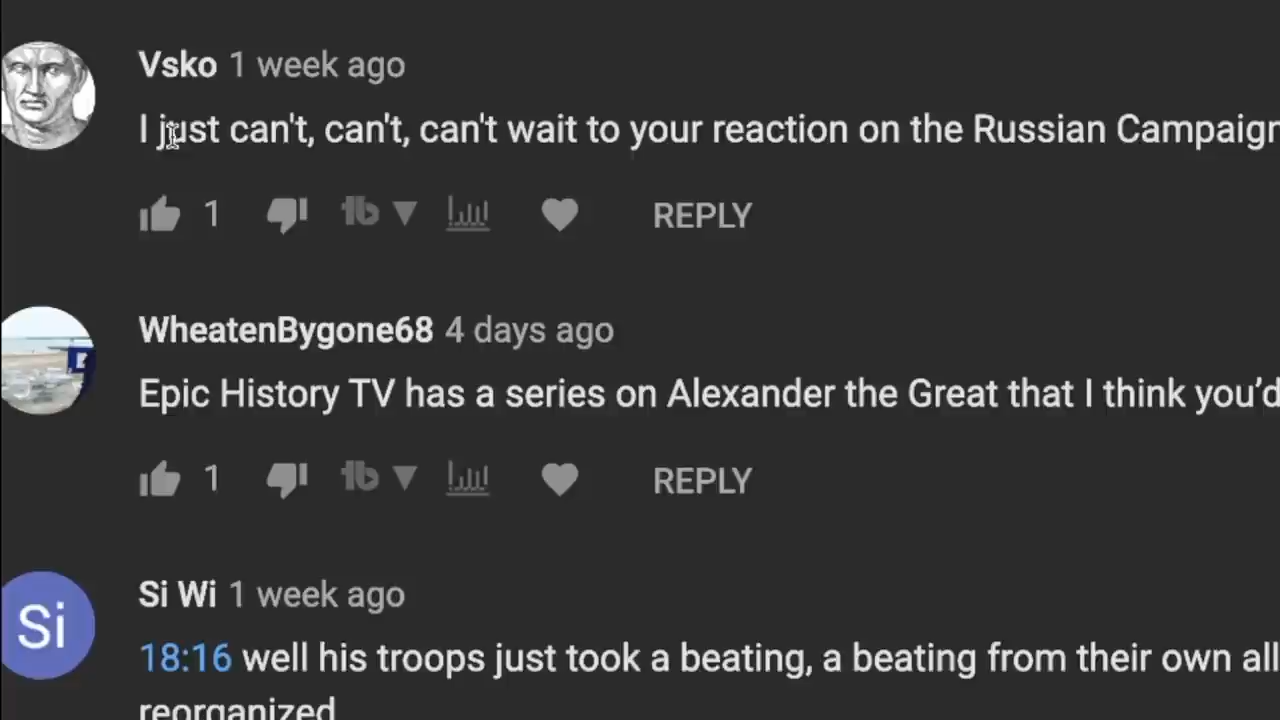 Vsko 1 week ago
I just can't, can't, can't wait to your reaction on the Russian Campaign
1 REPLY
WheatenBygone68 4 days ago
Epic History TV has a series on Alexander the Great that I think you’d
1 REPLY
Si
Si Wi 1 week ago
18:16 well his troops just took a beating, a beating from their own all
reorganized